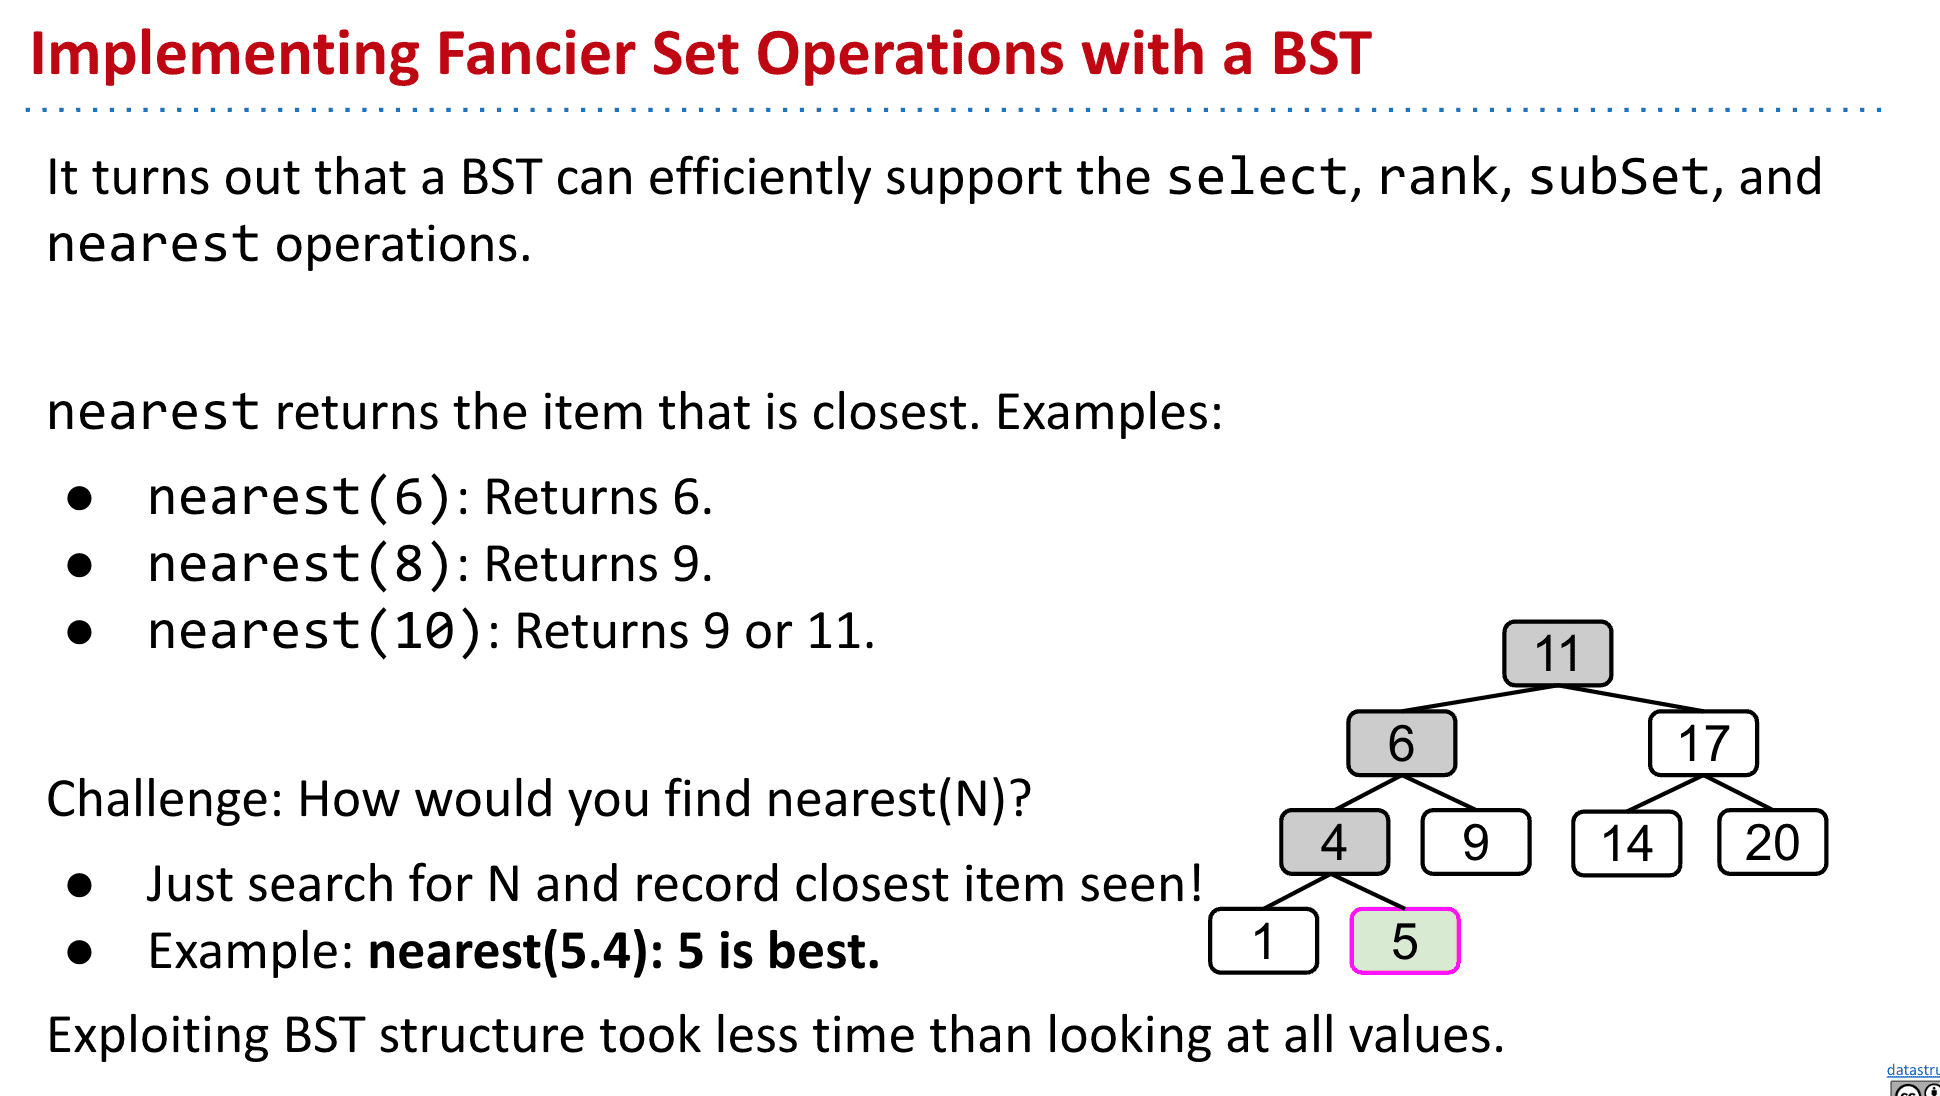 Implementing Fancier Set Operations with a BST
It turns out that a BST can efficiently support the select, rank, subSet, and
nearest operations.
nearest returns the item that is closest. Examples:
● nearest(6): Returns 6.
● nearest(8): Returns 9.
● nearest(10): Returns 9 or 11.
Challenge: How would you find nearest(N)?
● Just search for N and record closest item seen!
● Example: nearest(5.4): 5 is best.
Exploiting BST structure took less time than looking at all values.
11
6 17
4 9 14 20
1 5
datastru